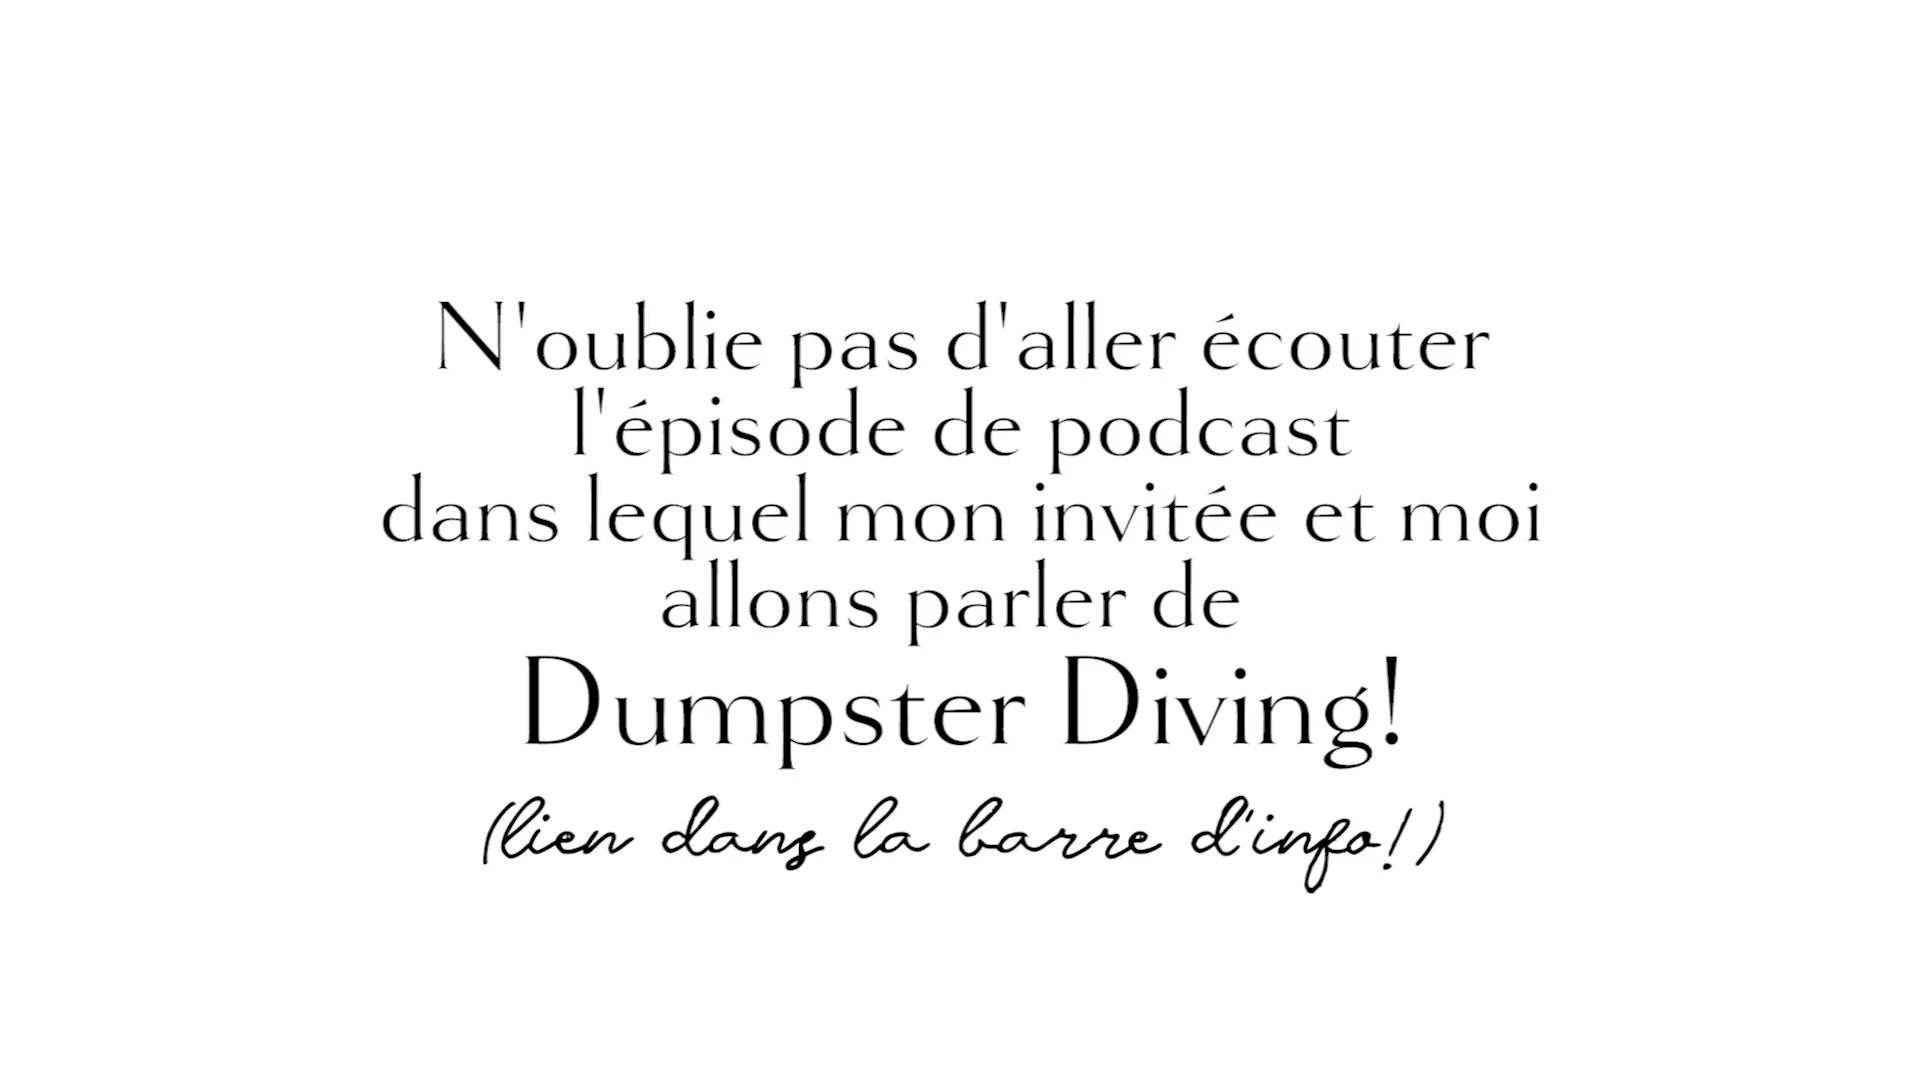 N'oublie pas d'aller écouter
l'épisode de podcast
dans lequel mon invitée et moi
allons parler de
Dumpster Diving!
(lien dans la barre d'info!)